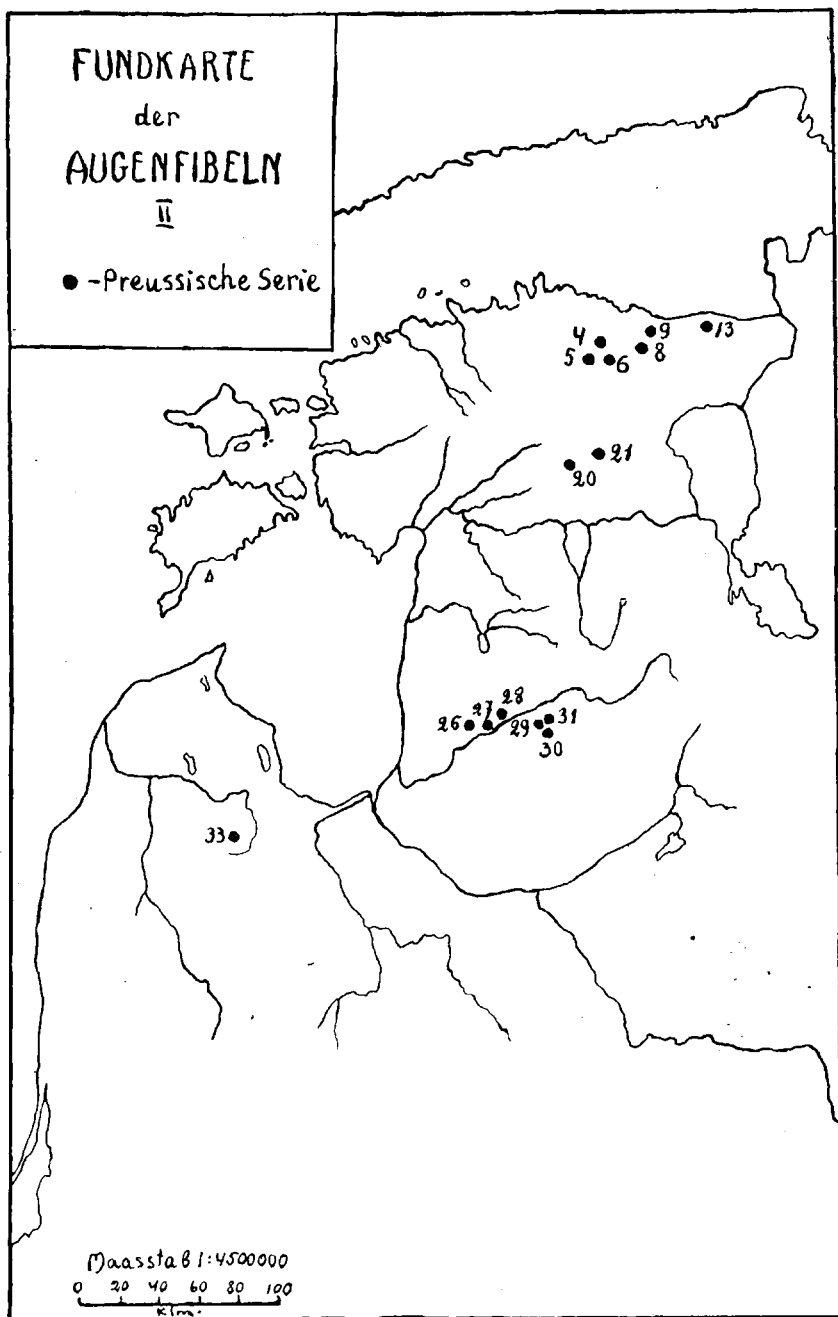 FUNDKARTE
der
AUGENFIBELN
II
-Preussische Serie
4
9
13
5
6
8
20
21
26
27
28
29
31
30
33
Maasstab 1:4500000
0 20 40 60 80 100
Klm.